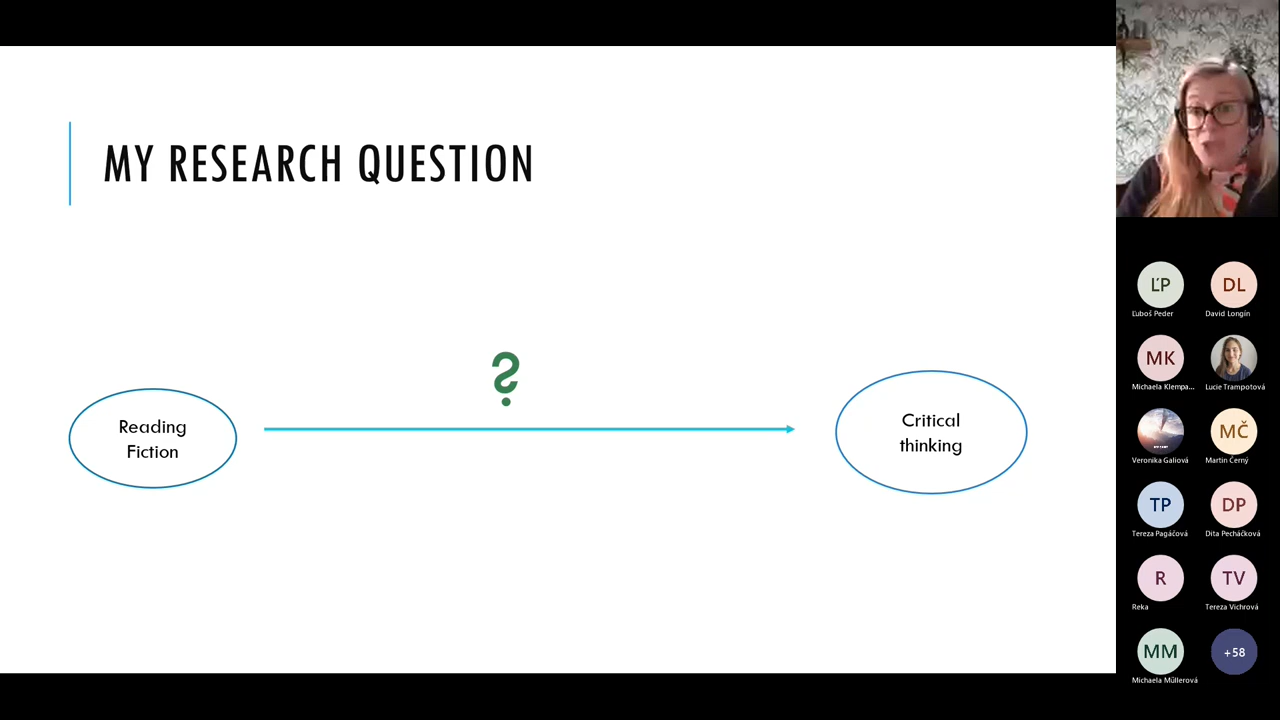 MY RESEARCH QUESTION
?
Reading
Fiction
Critical
thinking
ĽP
DL
Ľuboš Peder
David Longín
MK
Michaela Klempa...
Lucie Trampotová
MČ
Veronika Galiová
Martin Černý
TP
DP
Tereza Pagáčová
Dita Pecháčková
R
TV
Reka
Tereza Vichrová
MM
+58
Michaela Müllerová